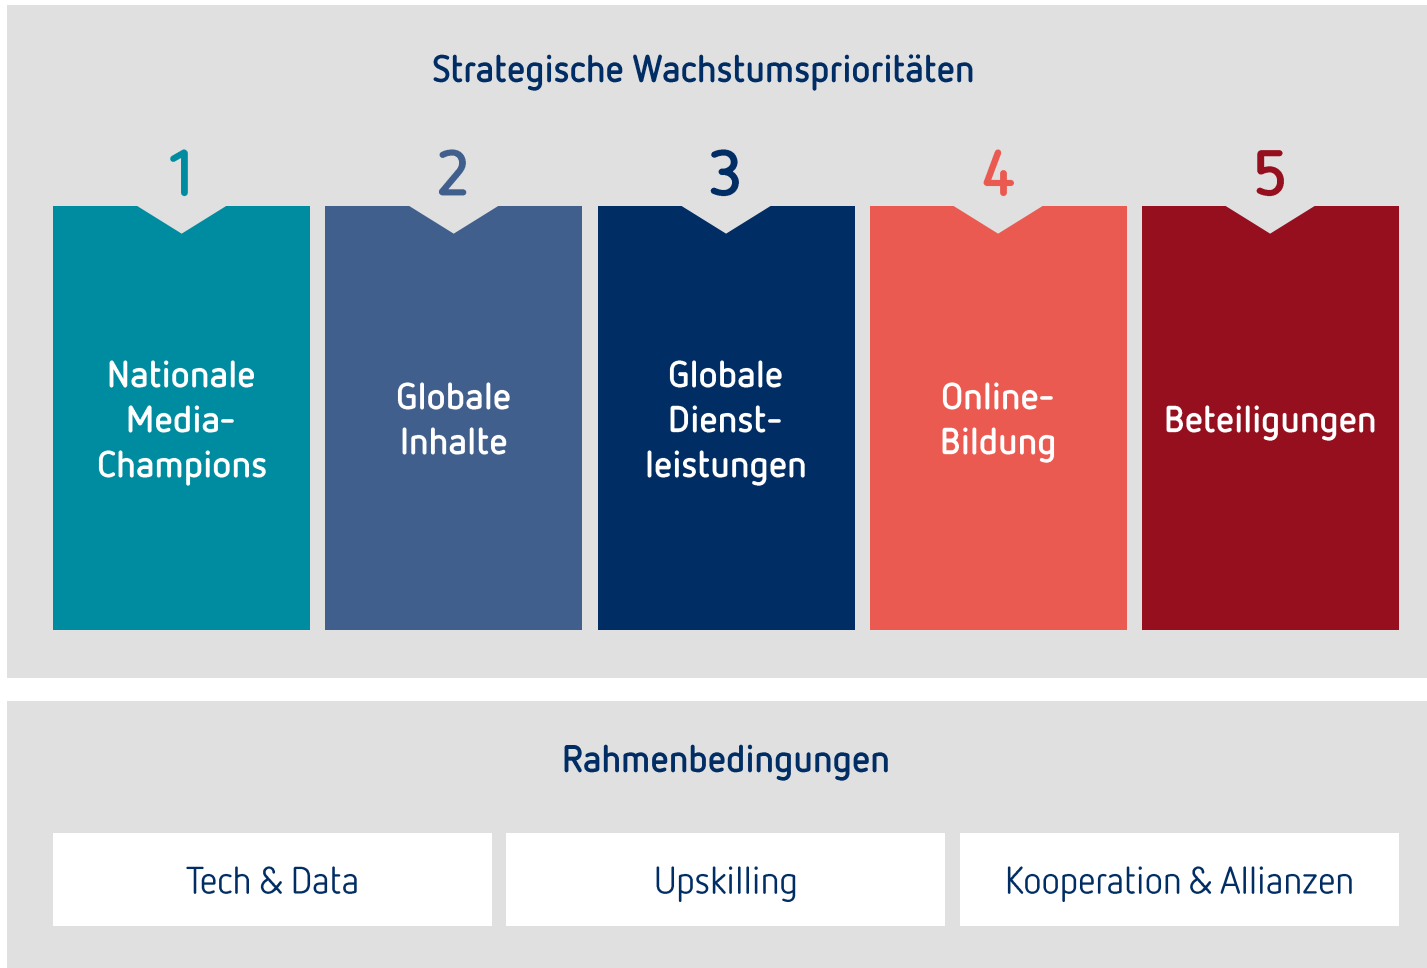 Strategische Wachstumsprioritäten
1
Nationale
Media-
Champions
2
Globale
Inhalte
3
Globale
Dienst-
leistungen
4
Online-
Bildung
5
Beteiligungen
Rahmenbedingungen
Tech & Data
Upskilling
Kooperation & Allianzen